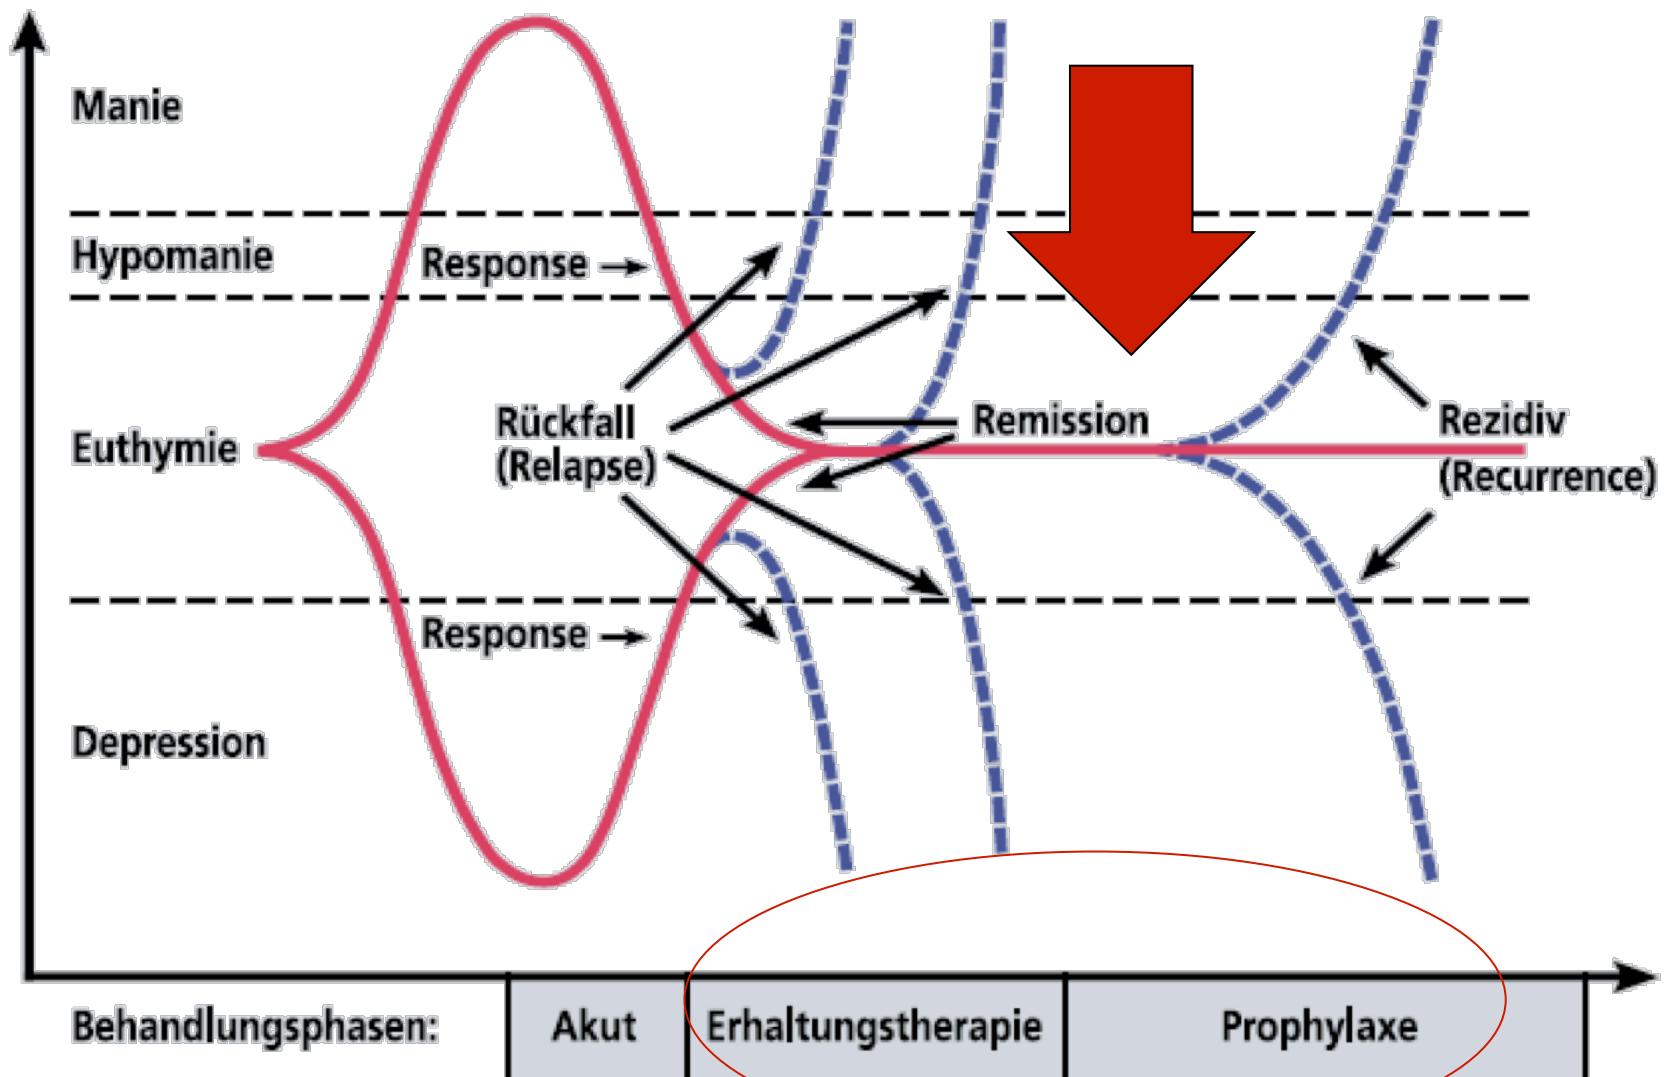 Manie
Hypomanie
Response
Rückfall
(Relapse)
Remission
Rezidiv
(Recurrence)
Euthymie
Response
Depression
Behandlungsphasen:
Akut
Erhaltungstherapie
Prophylaxe